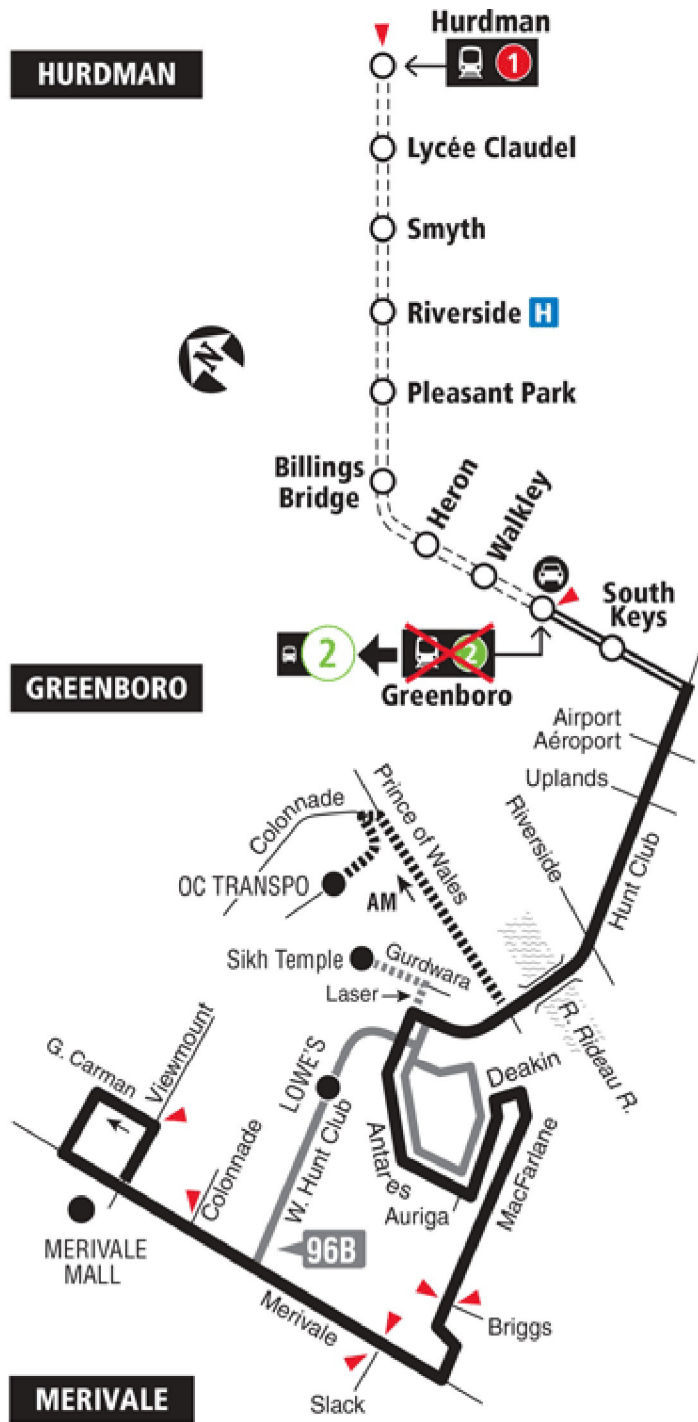 Hurdman
HURDMAN
1
Lycée Claudel
Smyth
Riverside H
N
Pleasant Park
Billings
Bridge
Heron
Walkley
South
Keys
2
2
Greenboro
GREENBORO
Airport
Aéroport
Uplands
Riverside
Hunt Club
Prince of Wales
Colonnade
OC TRANSPO
AM
Sikh Temple
Gurdwara
Laser
R. Rideau R.
G. Carman
Viewmount
LOWE'S
Deakin
W. Hunt Club
Antares
MacFarlane
Colonnade
Auriga
MERIVALE
MALL
96B
Merivale
Briggs
Slack
MERIVALE